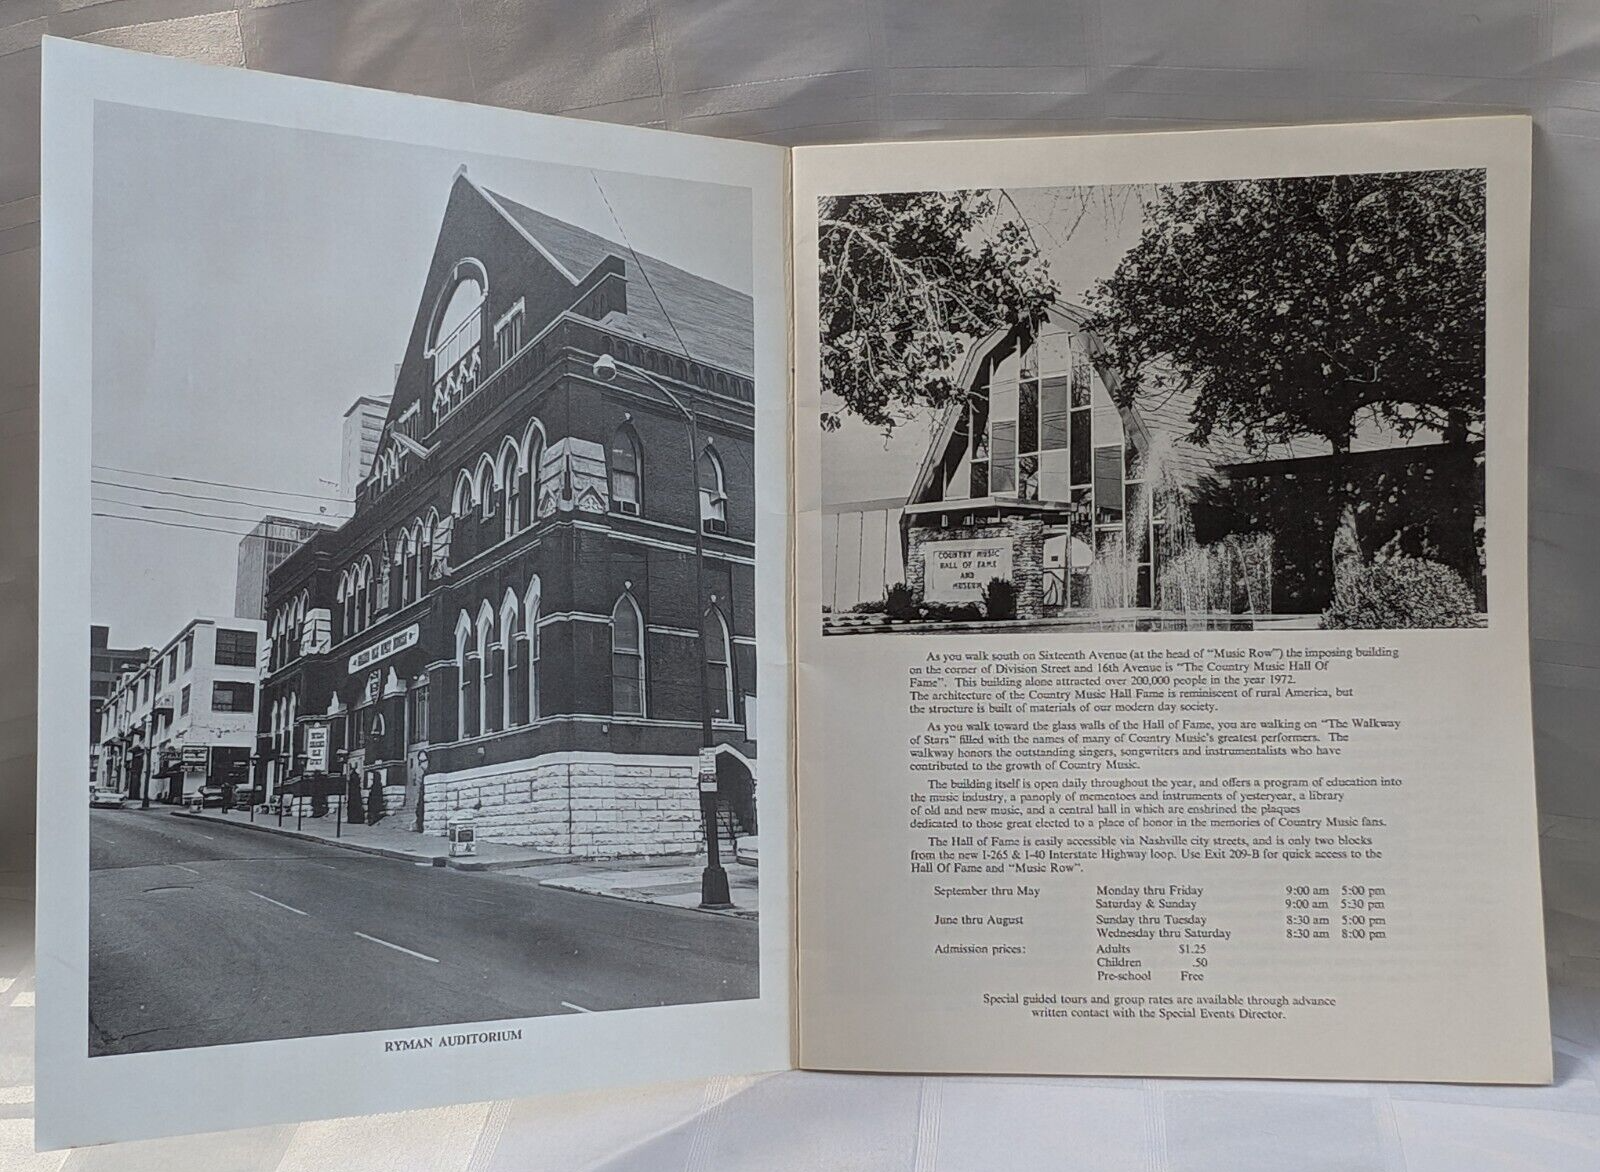 RYMAN AUDITORIUM
COUNTRY MUSIC
HALL OF FAME
AND
MUSEUM
As you walk south on Sixteenth Avenue (at the head of "Music Row") the imposing building
on the corner of Division Street and 16th Avenue is "The Country Music Hall Of
Fame". This building alone attracted over 200,000 people in the year 1972.
The architecture of the Country Music Hall Fame is reminiscent of rural America, but
the structure is built of materials of our modern day society.
As you walk toward the glass walls of the Hall of Fame, you are walking on "The Walkway
of Stars" filled with the names of many of Country Music's greatest performers. The
walkway honors the outstanding singers, songwriters and instrumentalists who have
contributed to the growth of Country Music.
The building itself is open daily throughout the year, and offers a program of education into
the music industry, a panoply of mementoes and instruments of yesteryear, a library
of old and new music, and a central hall in which are enshrined the plaques
dedicated to those great elected to a place of honor in the memories of Country Music fans.
The Hall of Fame is easily accessible via Nashville city streets, and is only two blocks
from the new I-265 & I-40 Interstate Highway loop. Use Exit 209-B for quick access to the
Hall Of Fame and "Music Row".
September thru May Monday thru Friday 9:00 am 5:00 pm
Saturday & Sunday 9:00 am 5:30 pm
June thru August Sunday thru Tuesday 8:30 am 5:00 pm
Wednesday thru Saturday 8:30 am 8:00 pm
Admission prices: Adults $1.25
Children .50
Pre-school Free
Special guided tours and group rates are available through advance
written contact with the Special Events Director.